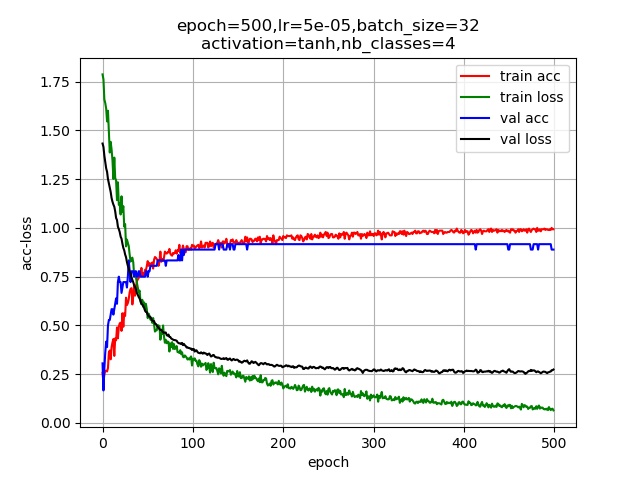 epoch=500,lr=5e-05,batch_size=32
activation=tanh,nb_classes=4
train acc
train loss
val acc
val loss
acc-loss
1.75
1.50
1.25
1.00
0.75
0.50
0.25
0.00
0 100 200 300 400 500
epoch